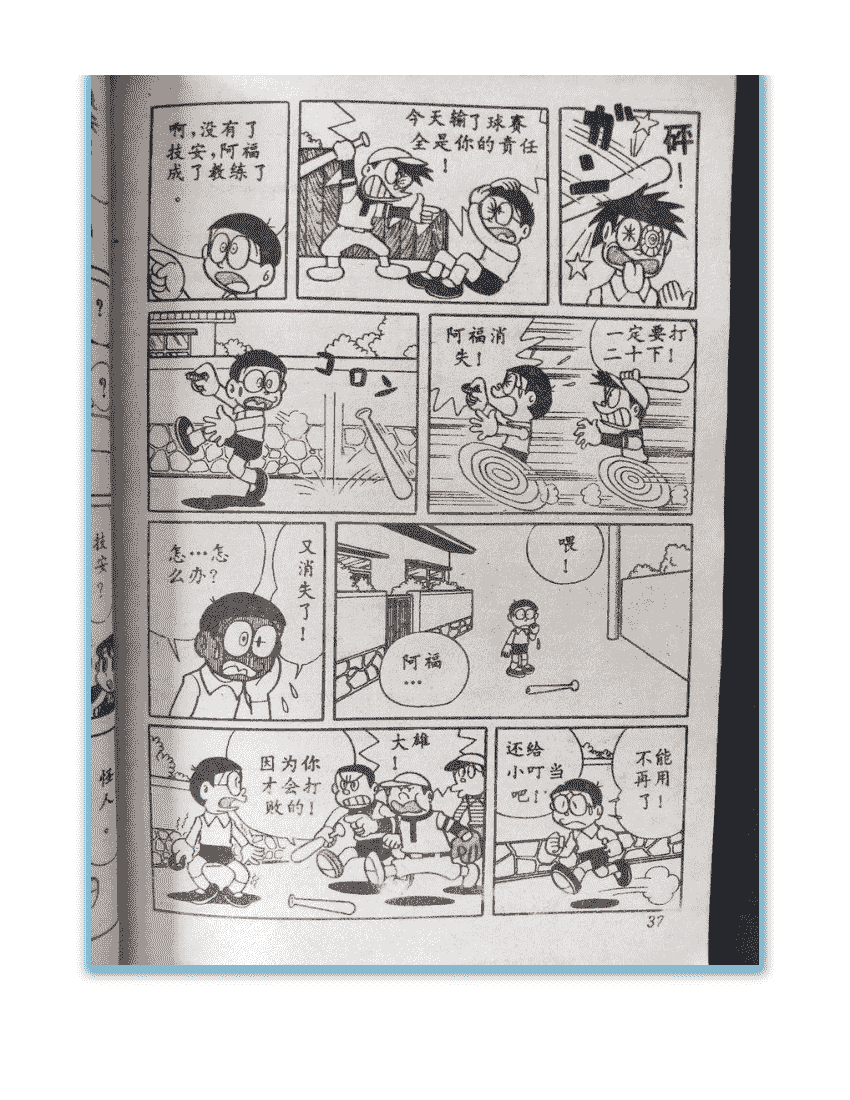 ガン
砰!
今天输了球赛
全是你的責任
!
啊,没有了
技安,阿福
成了教练了
。
一定要打
二十下!
阿福消
失!
コロン
喂
!
阿福
…
又消失了!
怎…怎
么办?
不能
再用
了!
还给
小叮当
吧!
大雄
!
因为你
才会打
败的!
37
?
?
技安?
怪人。